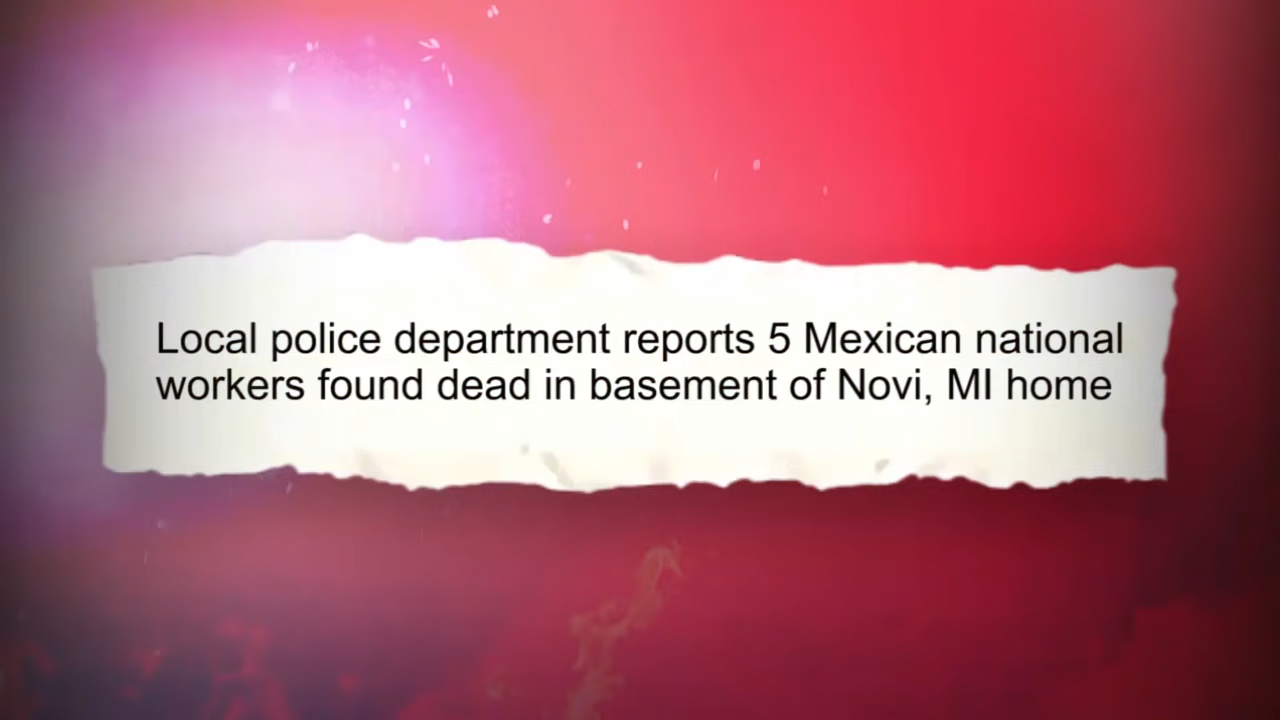 Local police department reports 5 Mexican national
workers found dead in basement of Novi, MI home